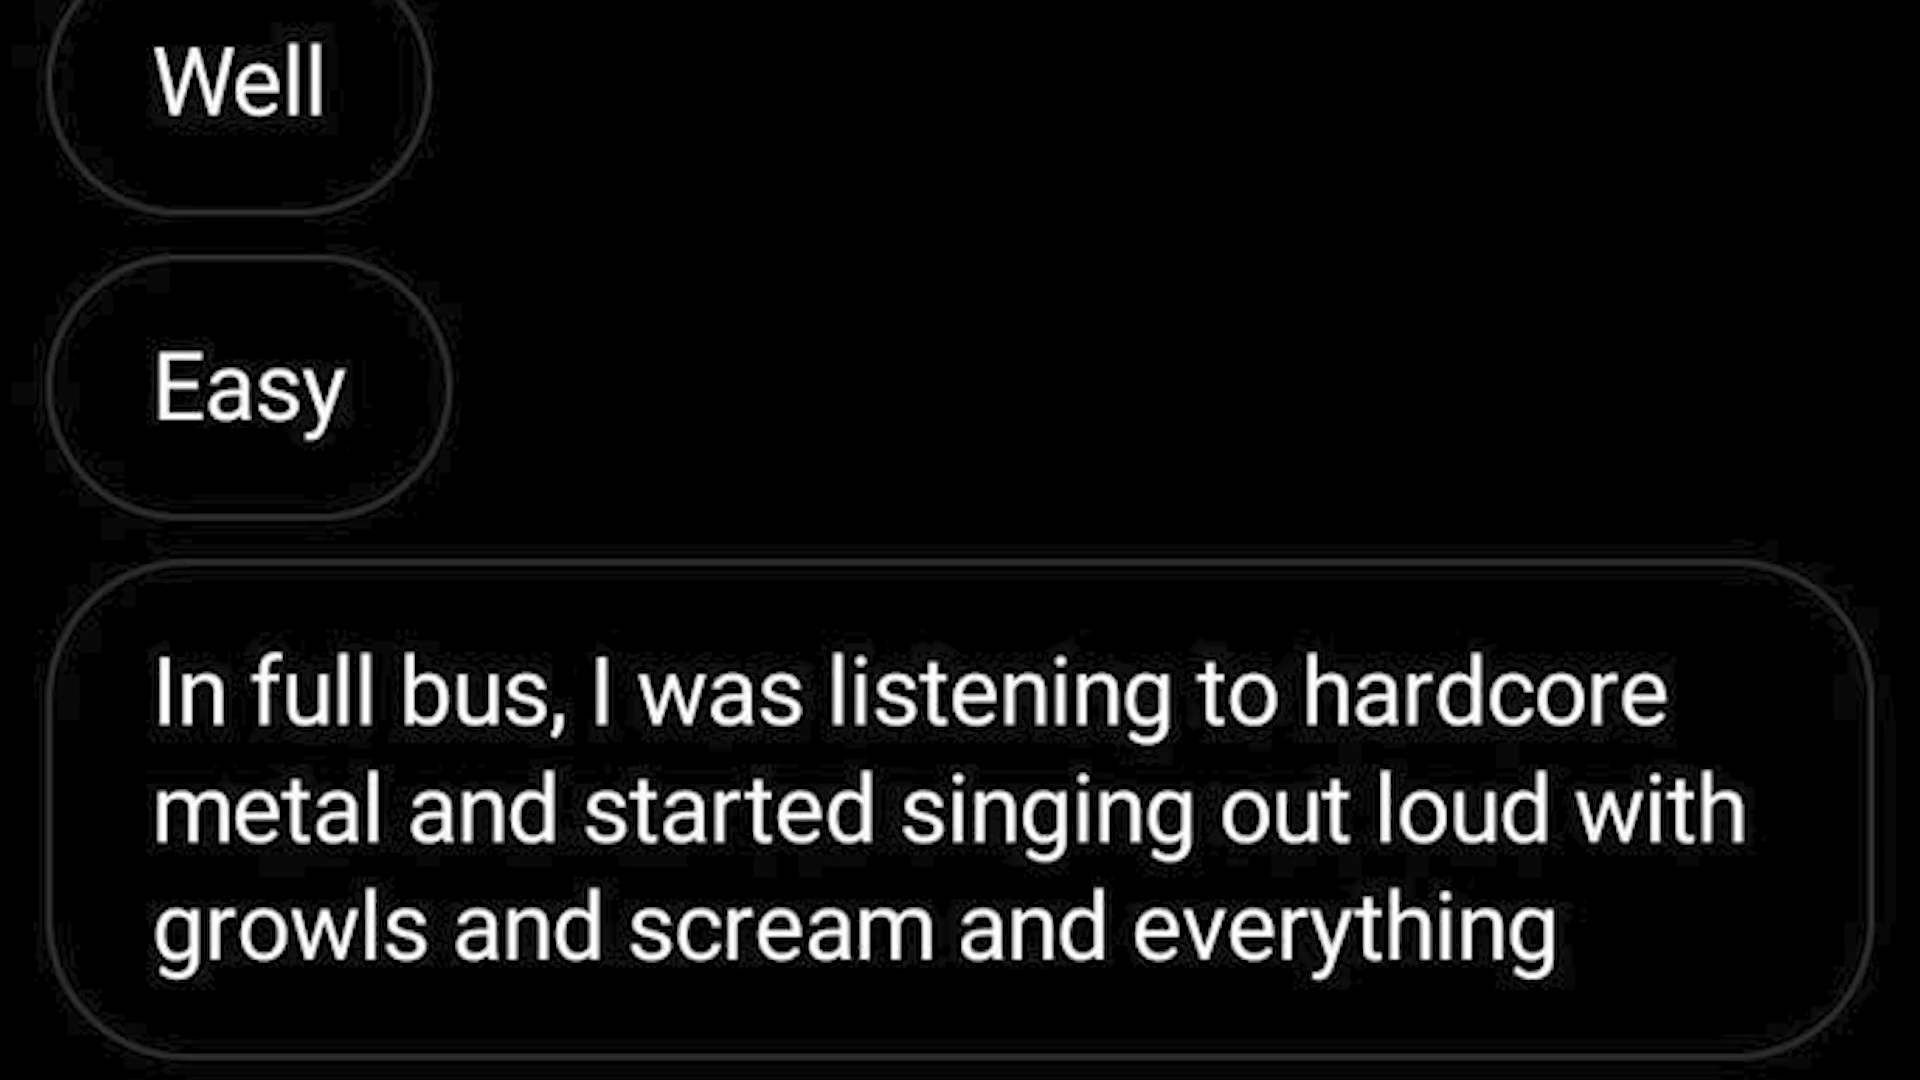 Well
Easy
In full bus, I was listening to hardcore
metal and started singing out loud with
growls and scream and everything